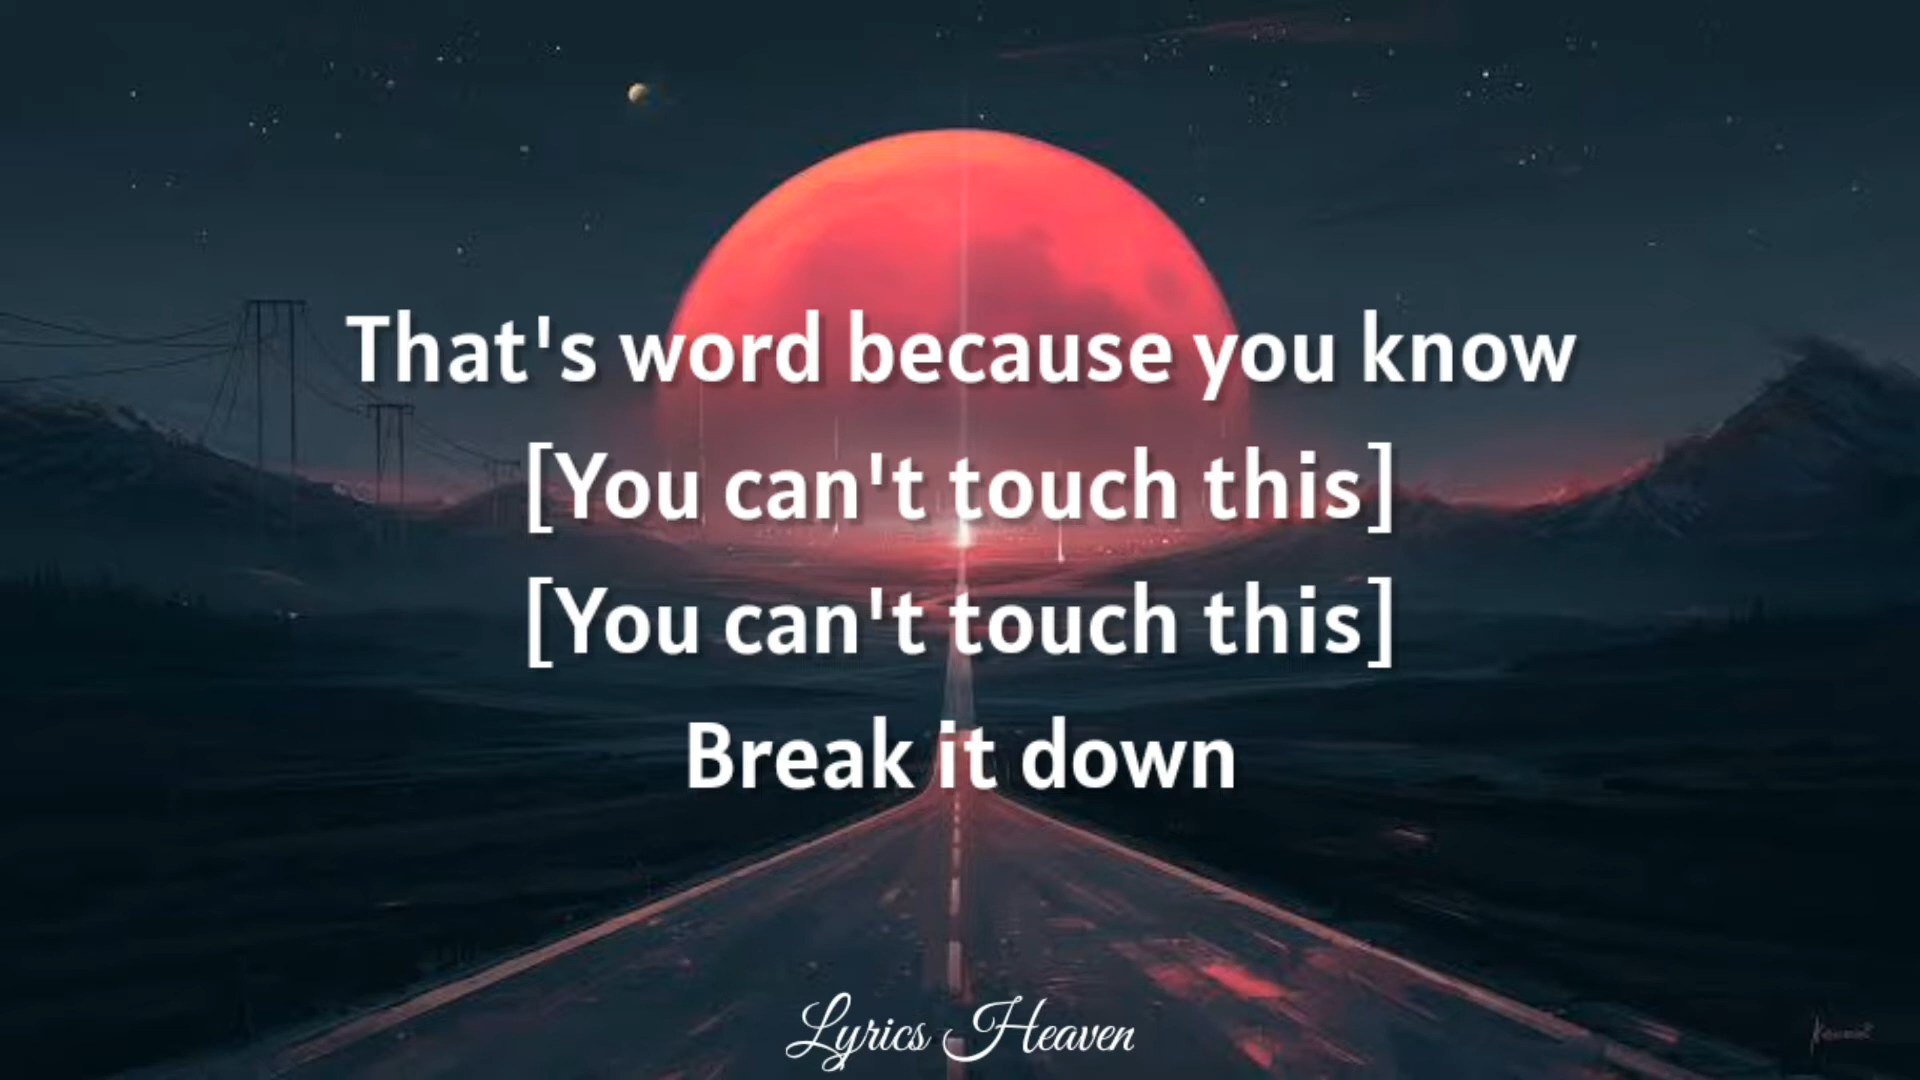 That's word because you know
[You can't touch this]
[You can't touch this]
Break it down
Lyrics Heaven